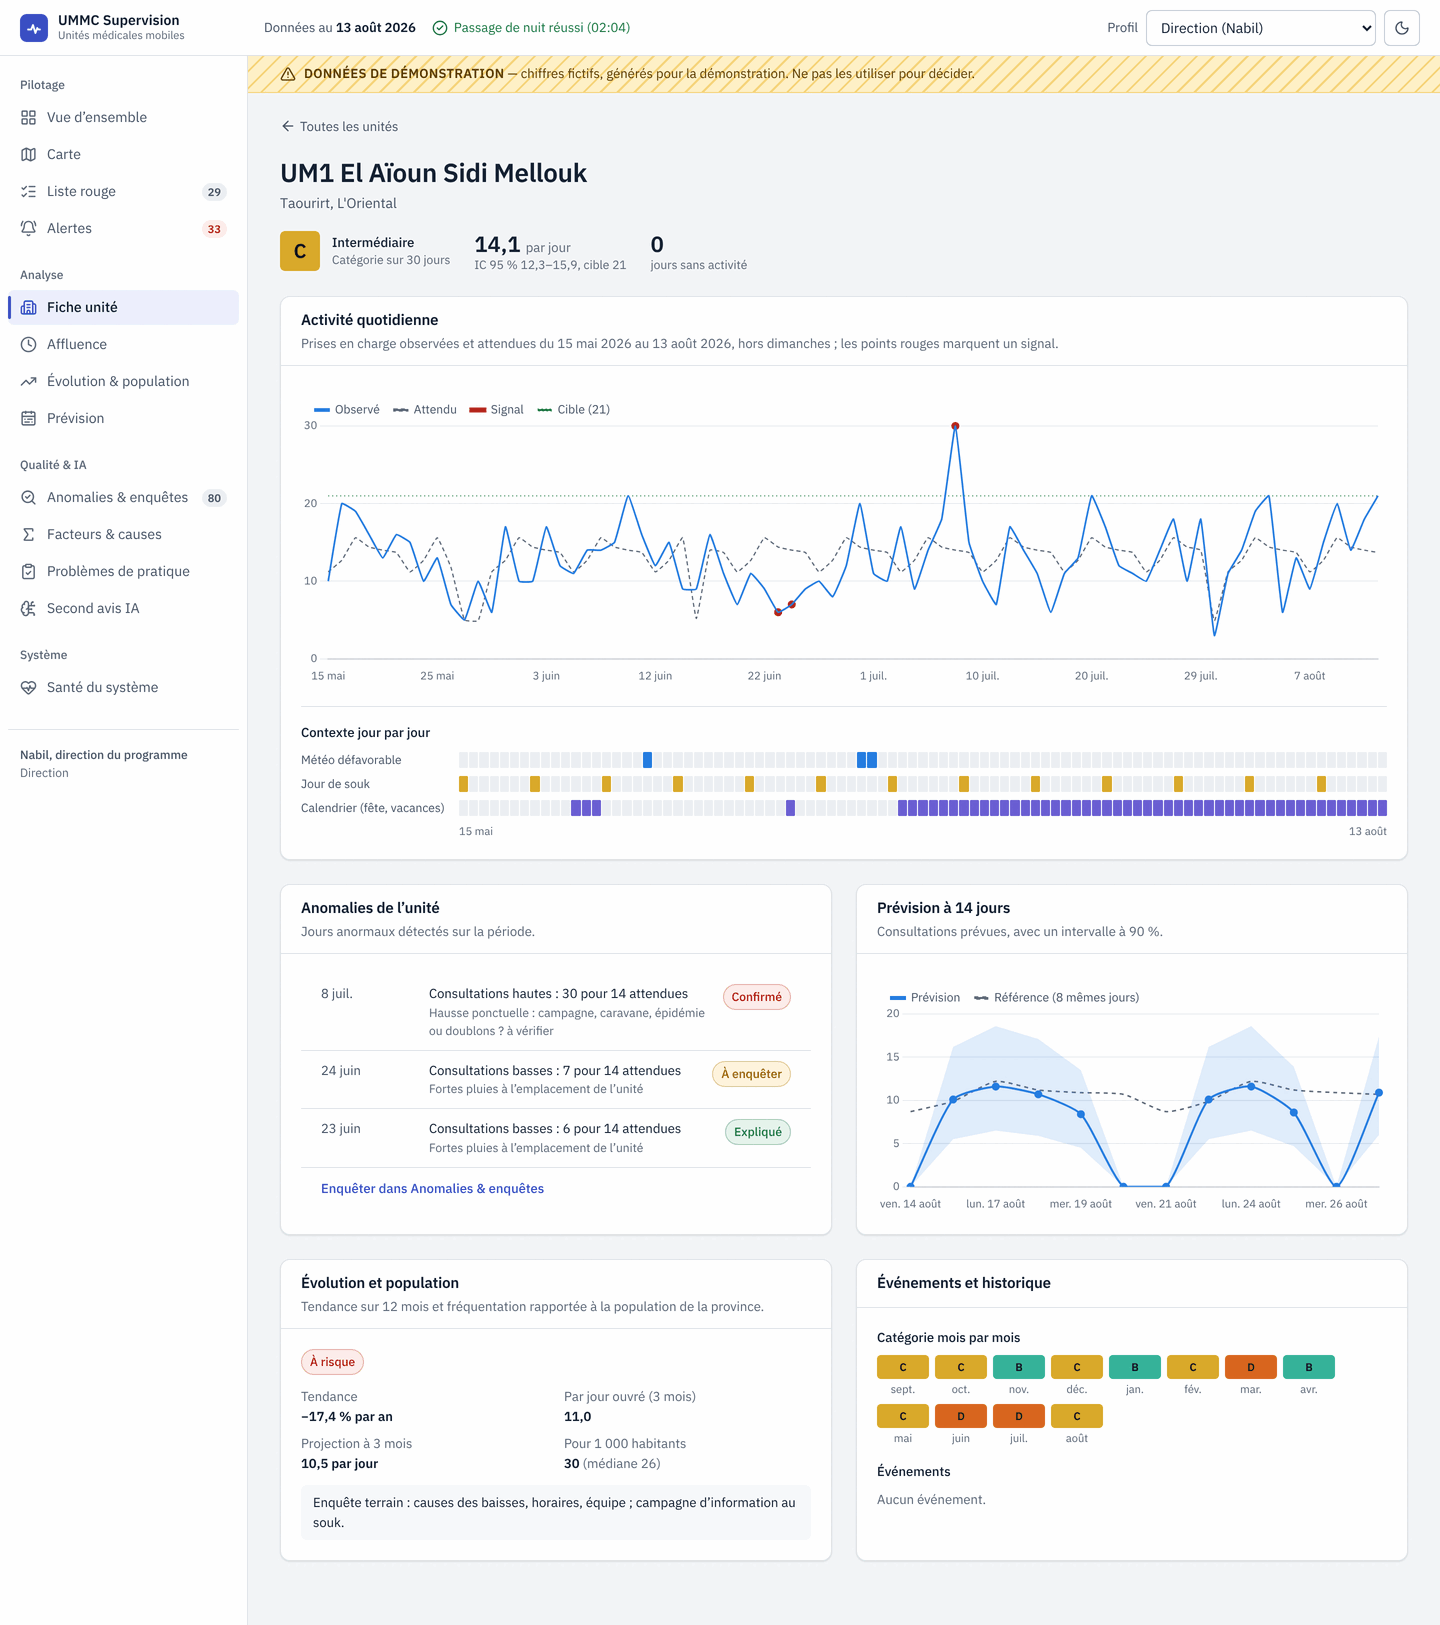 UMMC Supervision
Unités médicales mobiles
Données au 13 août 2026
Passage de nuit réussi (02:04)
Profil
Direction (Nabil)
DONNÉES DE DÉMONSTRATION — chiffres fictifs, générés pour la démonstration. Ne pas les utiliser pour décider.
Pilotage
Vue d’ensemble
Carte
Liste rouge 29
Alertes 33
Analyse
Fiche unité
Affluence
Évolution & population
Prévision
Qualité & IA
Anomalies & enquêtes 80
Facteurs & causes
Problèmes de pratique
Second avis IA
Système
Santé du système
Nabil, direction du programme
Direction
Toutes les unités
UM1 El Aïoun Sidi Mellouk
Taourirt, L'Oriental
C
Intermédiaire
Catégorie sur 30 jours
14,1 par jour
IC 95 % 12,3–15,9, cible 21
0
jours sans activité
Activité quotidienne
Prises en charge observées et attendues du 15 mai 2026 au 13 août 2026, hors dimanches ; les points rouges marquent un signal.
Observé Attendu Signal Cible (21)
30
20
10
0
15 mai 25 mai 3 juin 12 juin 22 juin 1 juil. 10 juil. 20 juil. 29 juil. 7 août
Contexte jour par jour
Météo défavorable
Jour de souk
Calendrier (fête, vacances)
15 mai 13 août
Anomalies de l’unité
Jours anormaux détectés sur la période.
8 juil.
Consultations hautes : 30 pour 14 attendues
Hausse ponctuelle : campagne, caravane, épidémie
ou doublons ? à vérifier
Confirmé
24 juin
Consultations basses : 7 pour 14 attendues
Fortes pluies à l’emplacement de l’unité
À enquêter
23 juin
Consultations basses : 6 pour 14 attendues
Fortes pluies à l’emplacement de l’unité
Expliqué
Enquêter dans Anomalies & enquêtes
Prévision à 14 jours
Consultations prévues, avec un intervalle à 90 %.
Prévision Référence (8 mêmes jours)
20
15
10
5
0
ven. 14 août lun. 17 août mer. 19 août ven. 21 août lun. 24 août mer. 26 août
Évolution et population
Tendance sur 12 mois et fréquentation rapportée à la population de la province.
À risque
Tendance
−17,4 % par an
Par jour ouvré (3 mois)
11,0
Projection à 3 mois
10,5 par jour
Pour 1 000 habitants
30 (médiane 26)
Enquête terrain : causes des baisses, horaires, équipe ; campagne d’information au
souk.
Événements et historique
Catégorie mois par mois
C C B C B C D B
sept. oct. nov. déc. jan. fév. mar. avr.
C D D C
mai juin juil. août
Événements
Aucun événement.